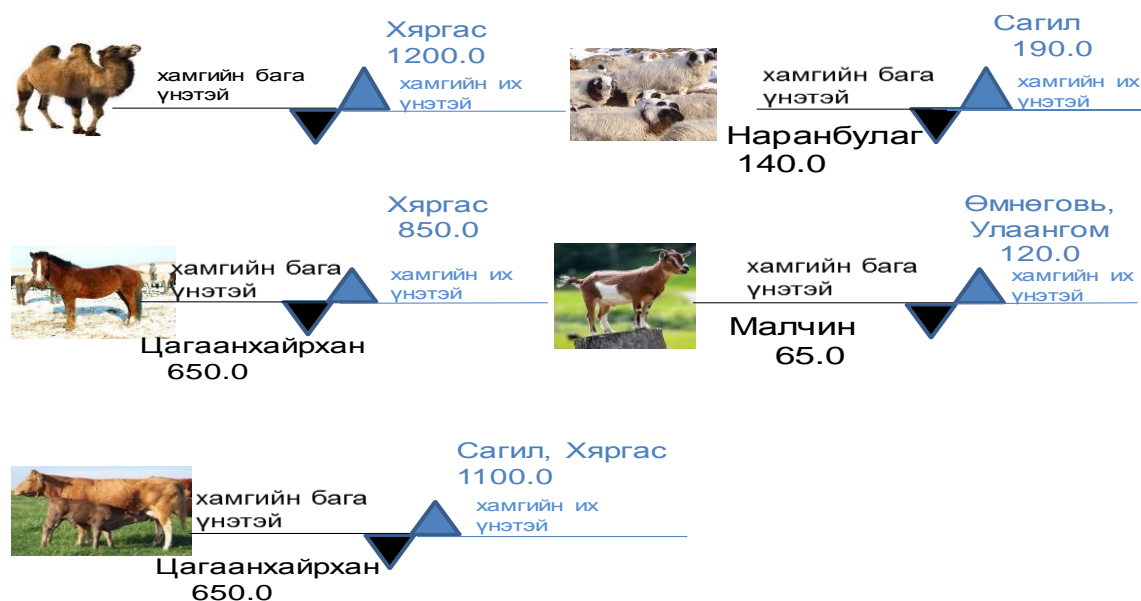 Хяргас
1200.0
хамгийн бага
үнэтэй
хамгийн их
үнэтэй
Сагил
190.0
хамгийн бага
үнэтэй
хамгийн их
үнэтэй
Наранбулаг
140.0
Хяргас
850.0
хамгийн бага
үнэтэй
хамгийн их
үнэтэй
Цагаанхайрхан
650.0
Өмнөговь,
Улаангом
120.0
хамгийн бага
үнэтэй
хамгийн их
үнэтэй
Малчин
65.0
Сагил, Хяргас
1100.0
хамгийн бага
үнэтэй
хамгийн их
үнэтэй
Цагаанхайрхан
650.0